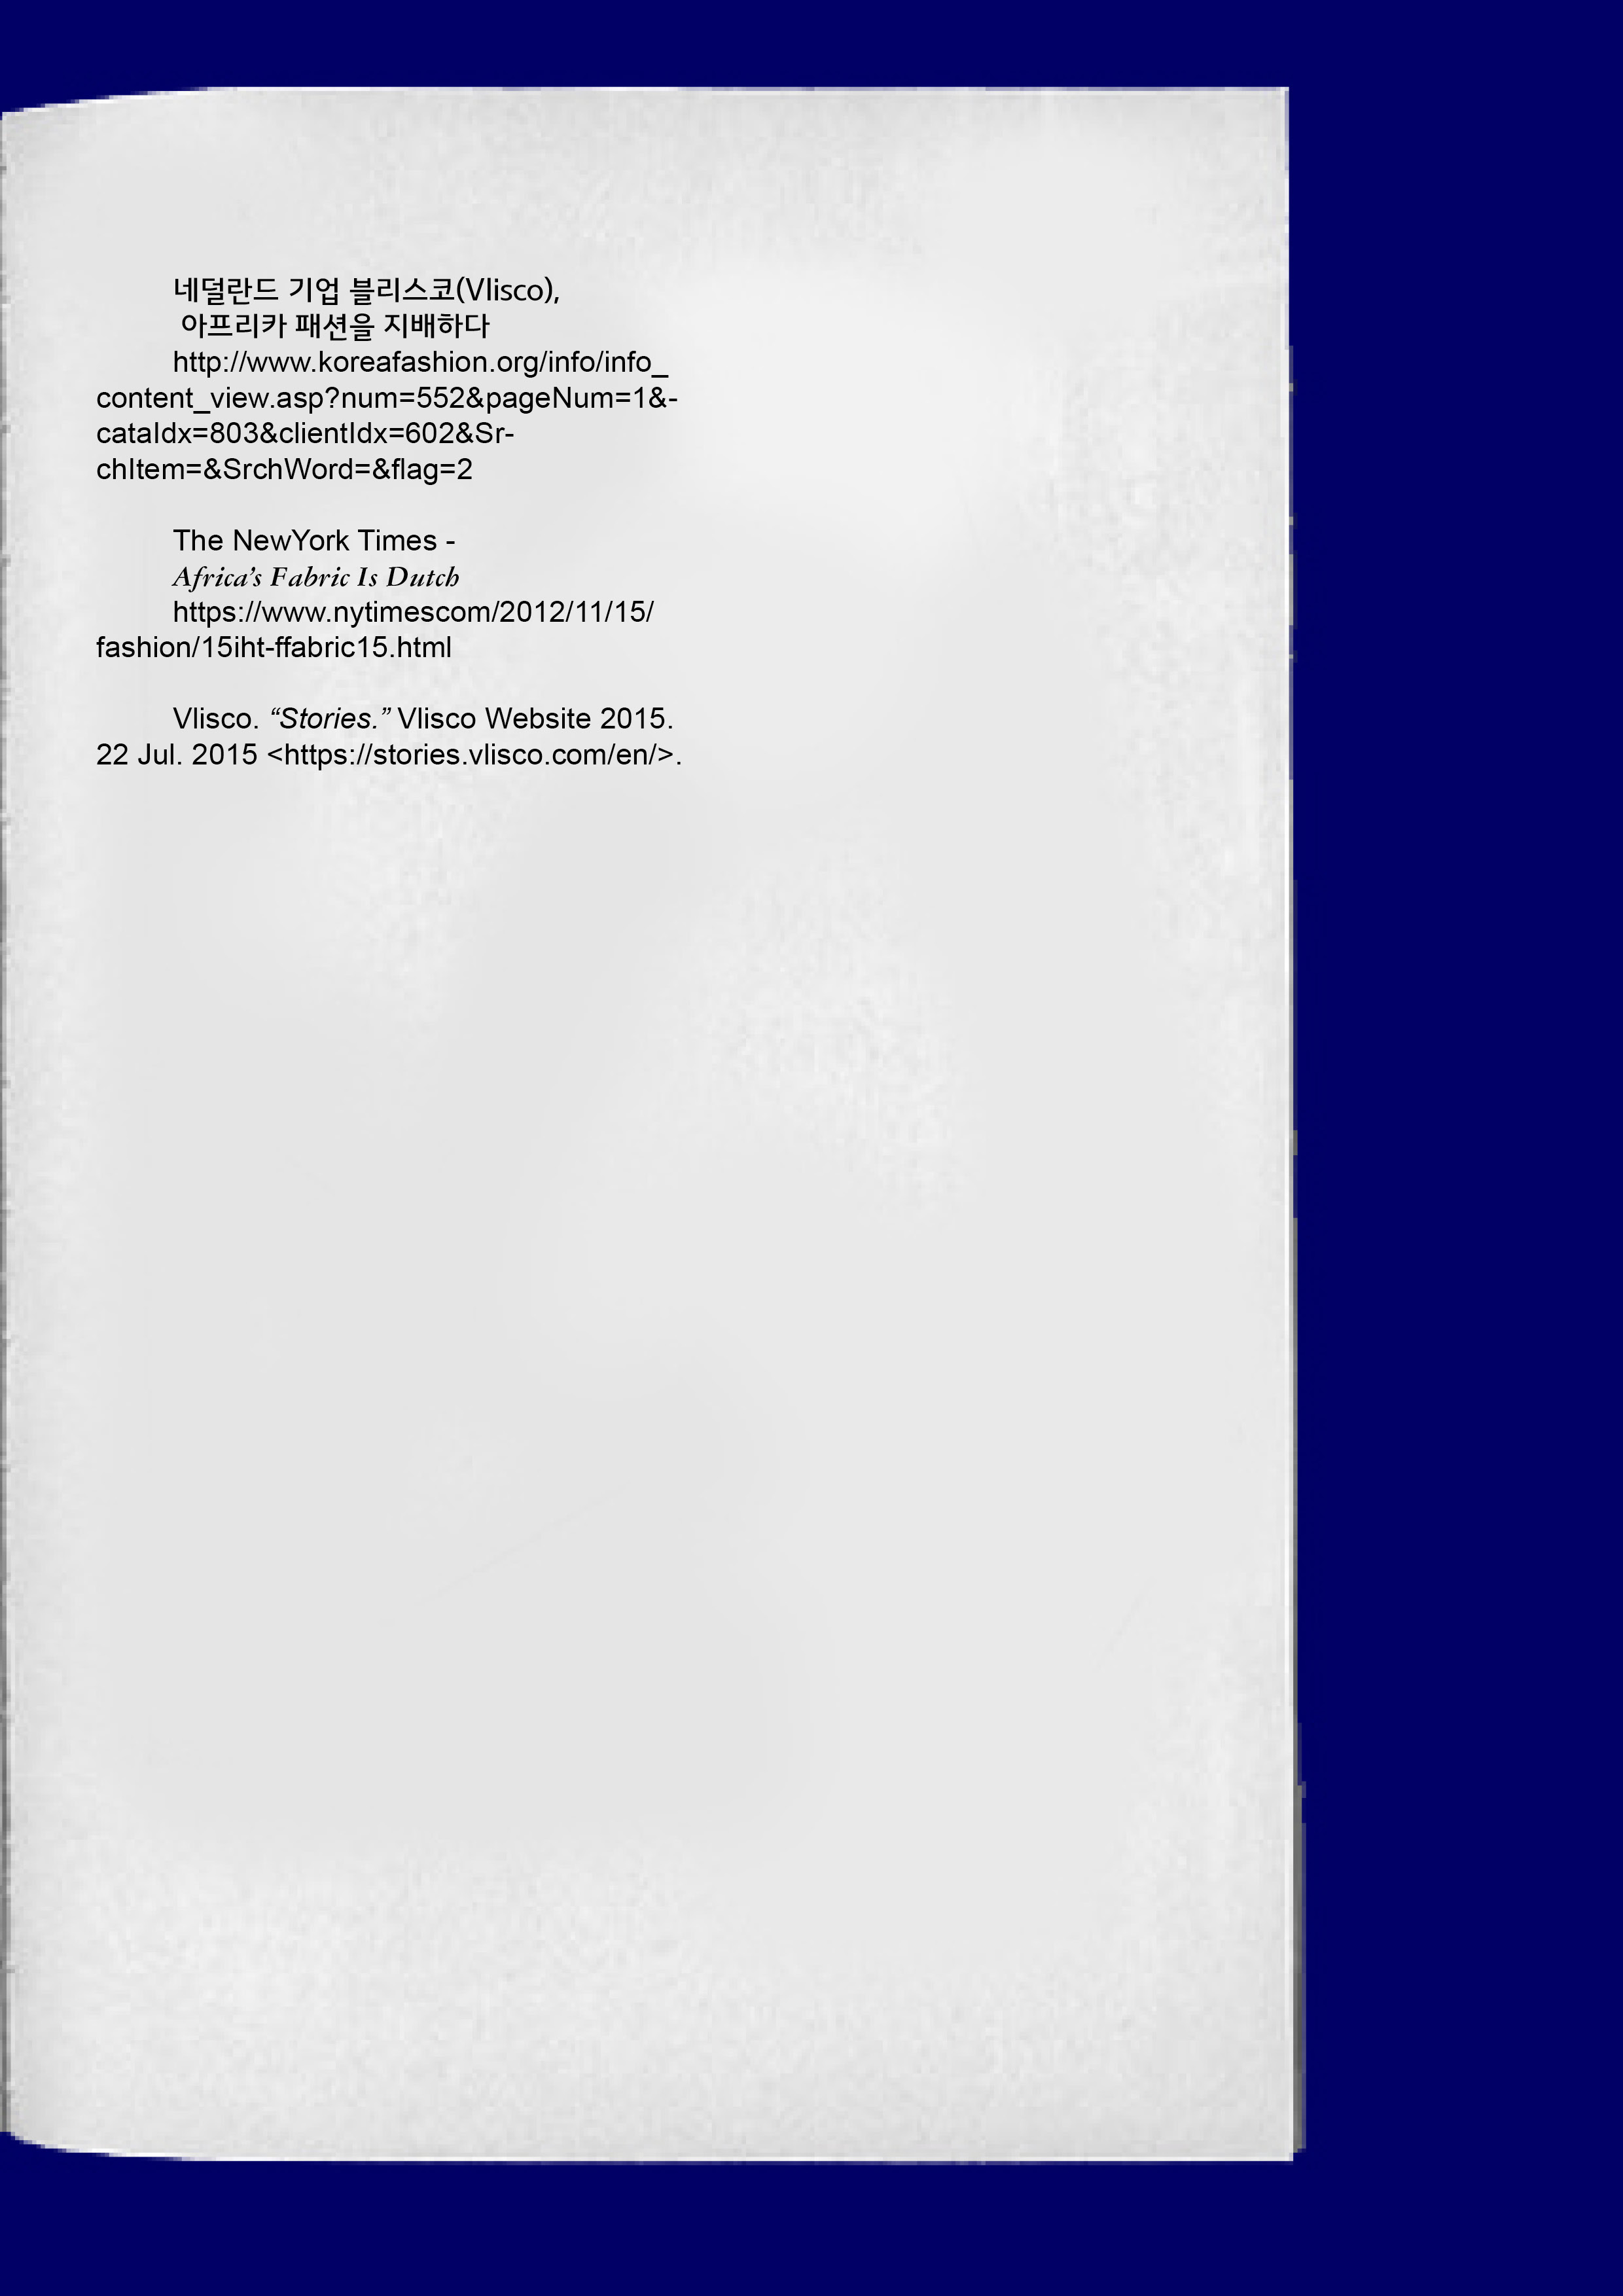 네덜란드 기업 블리스코(Vlisco),
아프리카 패션을 지배하다
http://www.koreafashion.org/info/info_
content_view.asp?num=552&pageNum=1&-
cataIdx=803&clientIdx=602&Sr-
chItem=&SrchWord=&flag=2
The NewYork Times -
Africa’s Fabric Is Dutch
https://www.nytimescom/2012/11/15/
fashion/15iht-ffabric15.html
Vlisco. “Stories.” Vlisco Website 2015.
22 Jul. 2015 <https://stories.vlisco.com/en/>.